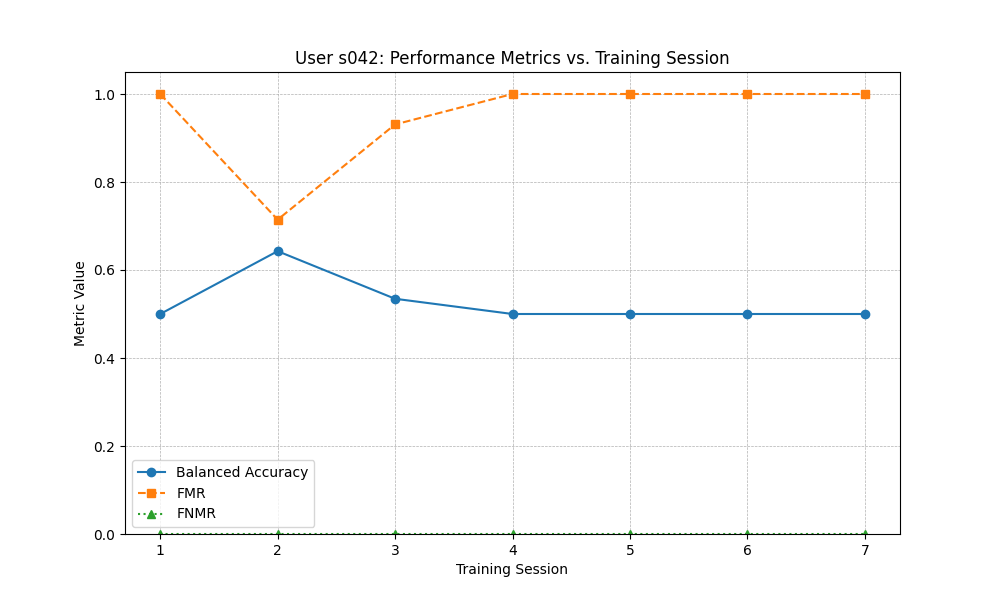 User s042: Performance Metrics vs. Training Session
1.0
0.8
0.6
0.4
0.2
0.0
Metric Value
Balanced Accuracy
FMR
FNMR
1 2 3 4 5 6 7
Training Session